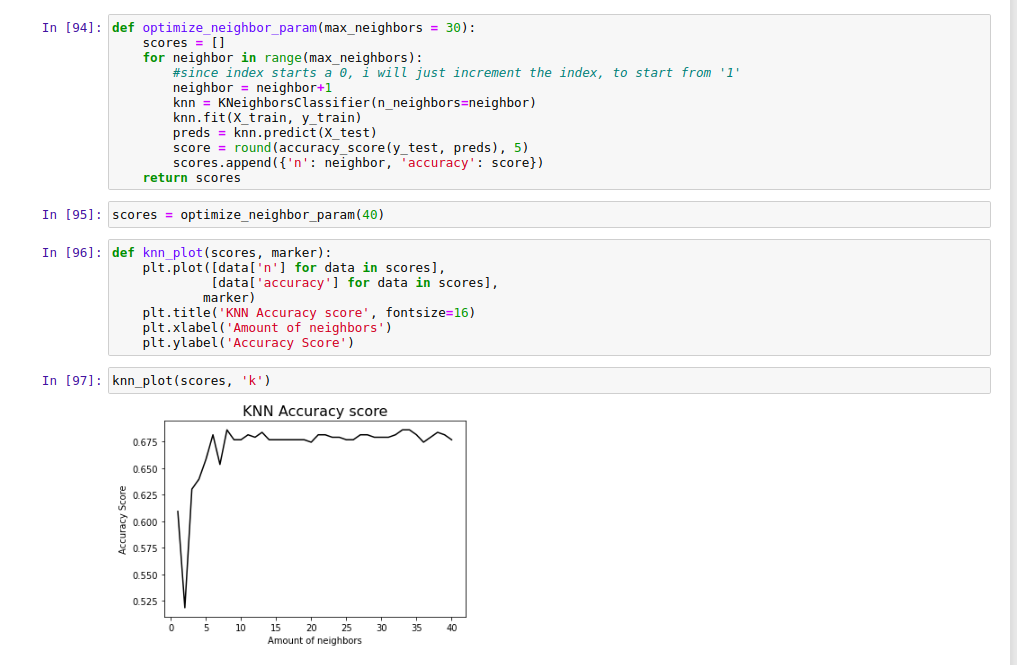 In [94]: def optimize_neighbor_param(max_neighbors = 30):
    scores = []
    for neighbor in range(max_neighbors):
        #since index starts a 0, i will just increment the index, to start from '1'
        neighbor = neighbor+1
        knn = KNeighborsClassifier(n_neighbors=neighbor)
        knn.fit(X_train, y_train)
        preds = knn.predict(X_test)
        score = round(accuracy_score(y_test, preds), 5)
        scores.append({'n': neighbor, 'accuracy': score})
    return scores
In [95]: scores = optimize_neighbor_param(40)
In [96]: def knn_plot(scores, marker):
    plt.plot([data['n'] for data in scores],
             [data['accuracy'] for data in scores],
            marker)
    plt.title('KNN Accuracy score', fontsize=16)
    plt.xlabel('Amount of neighbors')
    plt.ylabel('Accuracy Score')
In [97]: knn_plot(scores, 'k')
KNN Accuracy score
Accuracy Score
0.675
0.650
0.625
0.600
0.575
0.550
0.525
0 5 10 15 20 25 30 35 40
Amount of neighbors